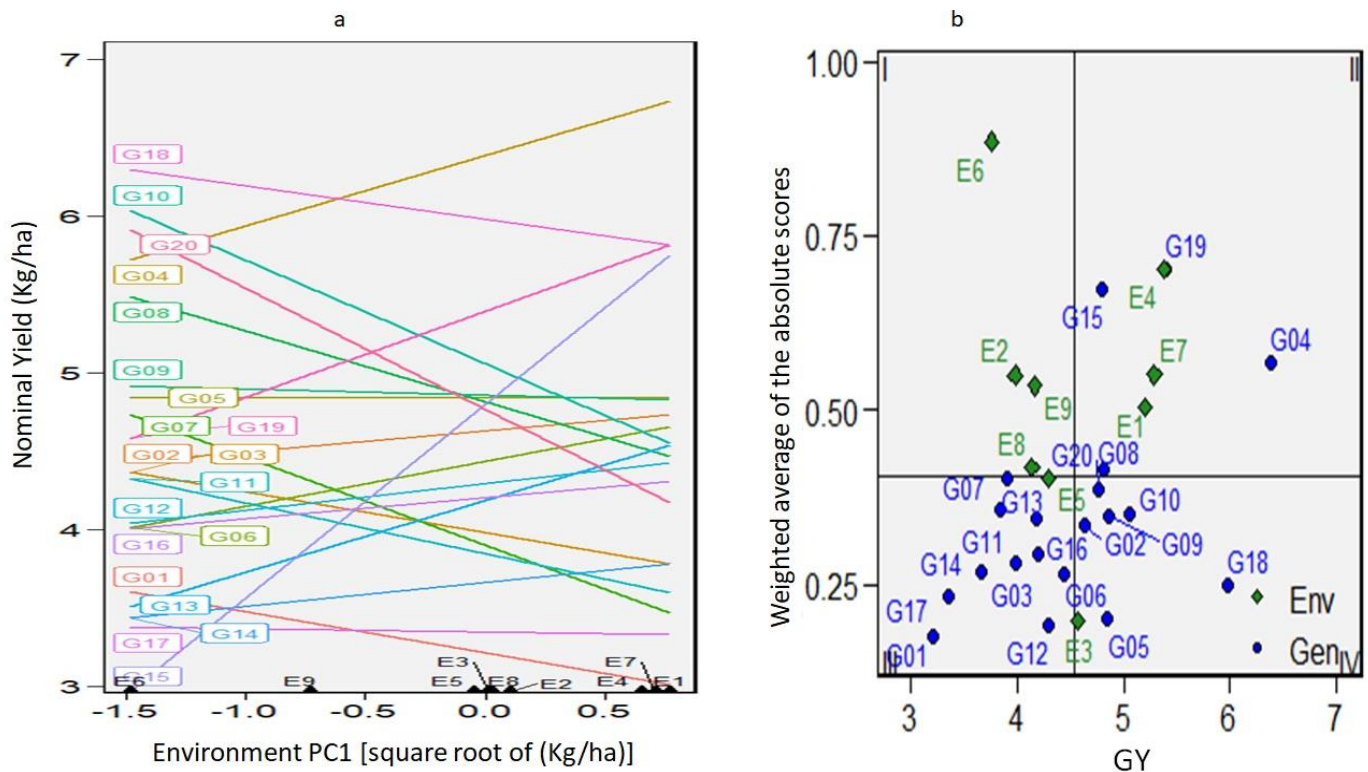 a
7
6
5
4
3
Nominal Yield (Kg/ha)
G18
G10
G20
G04
G08
G09
G05
G07
G19
G02
G03
G11
G12
G06
G16
G01
G13
G14
G17
G15
E6
E9
E3
E5
E8
E2
E7
E4
E1
-1.5
-1.0
-0.5
0.0
0.5
Environment PC1 [square root of (Kg/ha)]
b
1.00
0.75
0.50
0.25
Weighted average of the absolute scores
I
II
E6
G19
E4
G15
E2
E7
G04
E9
E1
E8
G20
G08
G07
G13
E5
G10
G11
G16
G02
G09
G14
G03
G06
G18
G17
Env
G01
G12
E3
G05
Gen
III
IV
3
4
5
6
7
GY